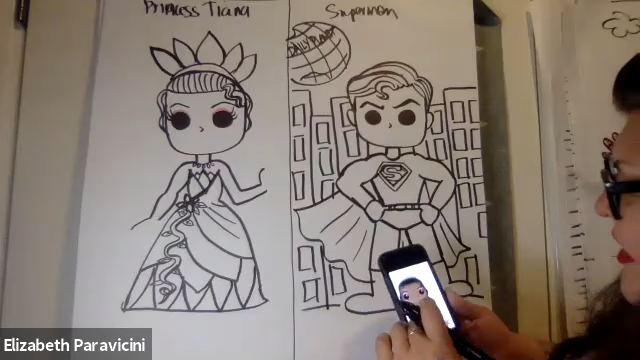 Princess Tiana
Superman
DAILY PLANET
S
Elizabeth Paravicini